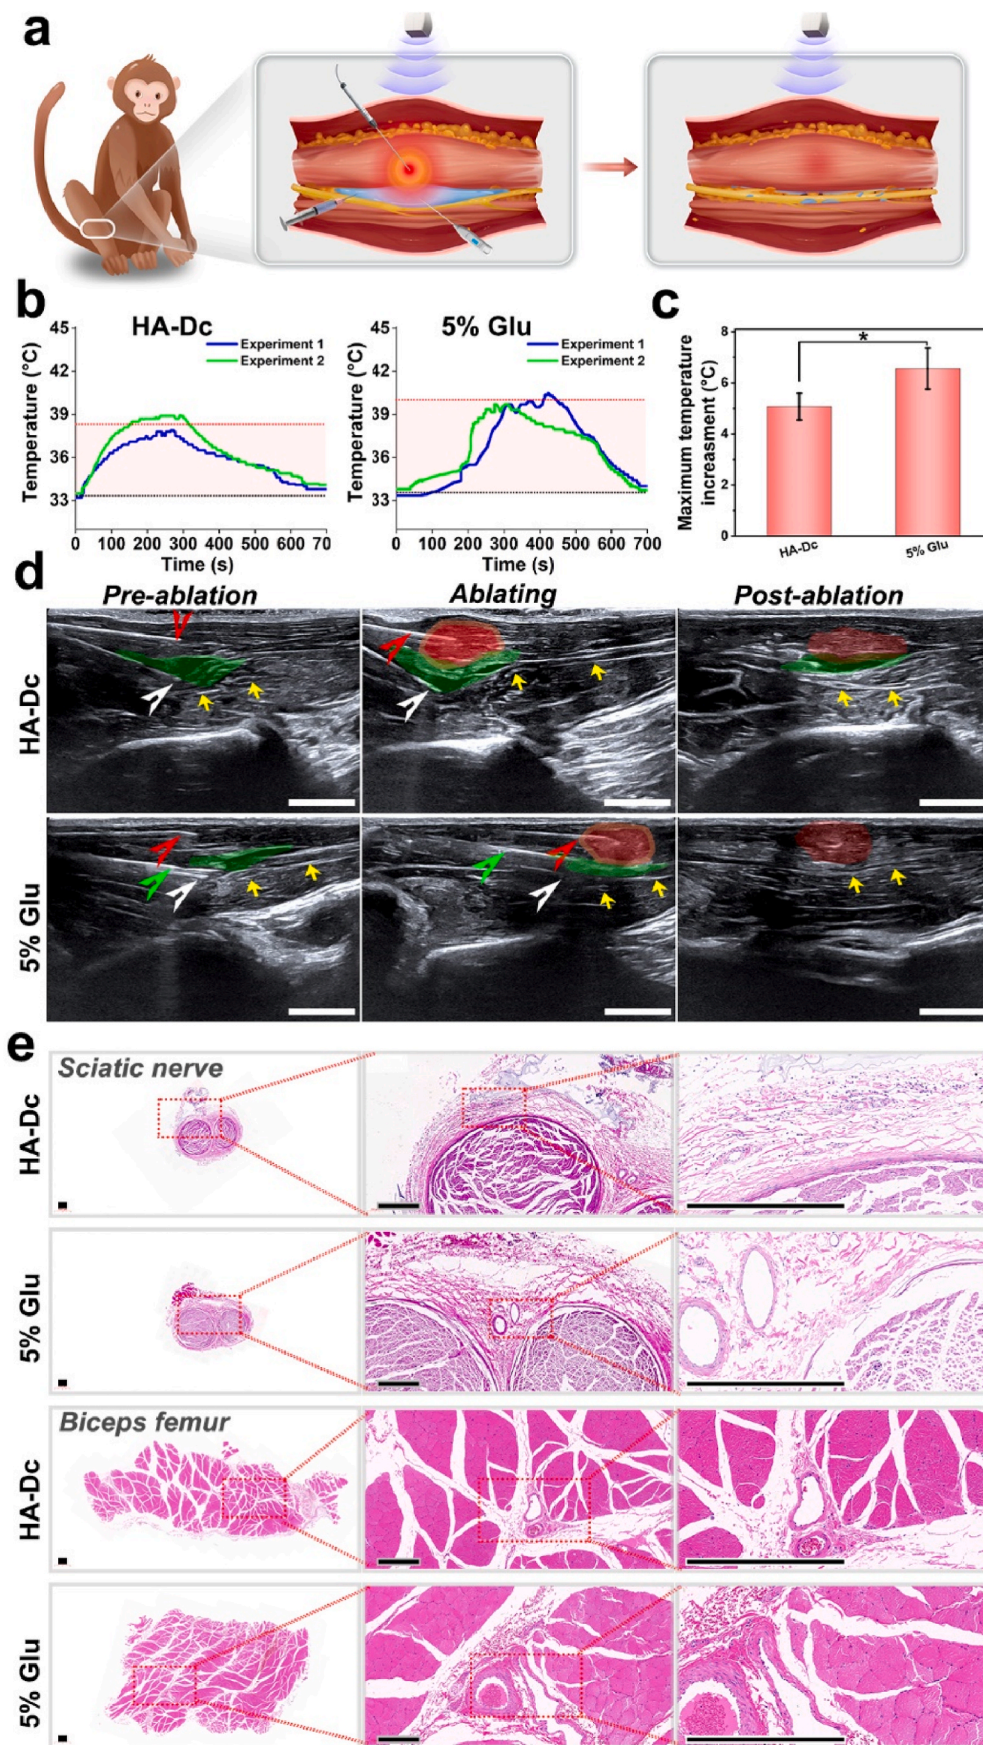 a
b
HA-Dc
Experiment 1
Experiment 2
Temperature (°C)
45
42
39
36
33
0 100 200 300 400 500 600 70
Time (s)
5% Glu
Experiment 1
Experiment 2
Temperature (°C)
45
42
39
36
33
0 100 200 300 400 500 600 700
Time (s)
c
Maximum temperature
increasment (°C)
8
6
4
2
0
*
HA-Dc
5% Glu
d
Pre-ablation Ablating Post-ablation
HA-Dc
5% Glu
e
Sciatic nerve
HA-Dc
5% Glu
Biceps femur
HA-Dc
5% Glu